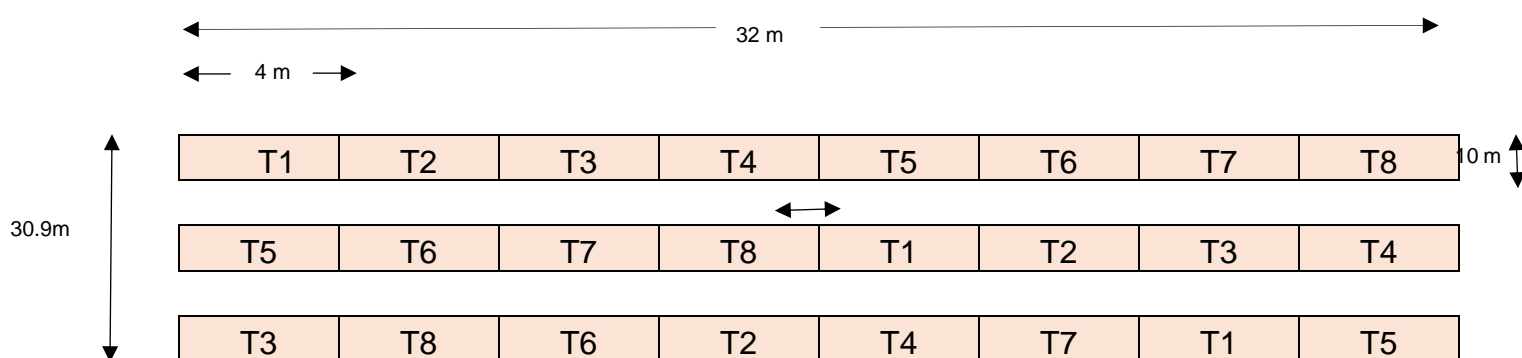 32 m
4 m
T1 T2 T3 T4 T5 T6 T7 T8
10 m
30.9m
T5 T6 T7 T8 T1 T2 T3 T4
T3 T8 T6 T2 T4 T7 T1 T5